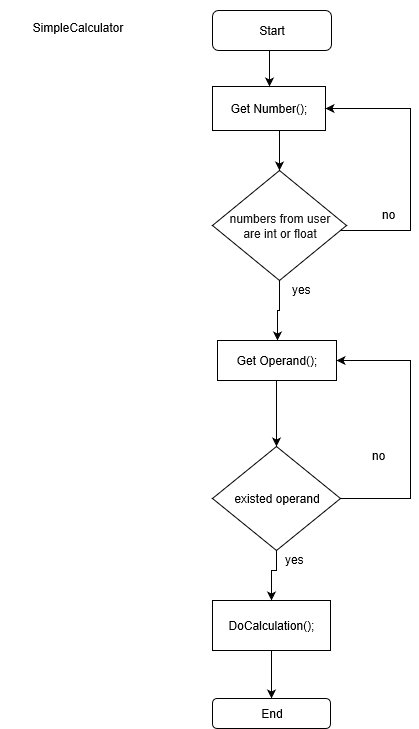 SimpleCalculator
Start
Get Number();
numbers from user
are int or float
no
yes
Get Operand();
no
existed operand
yes
DoCalculation();
End